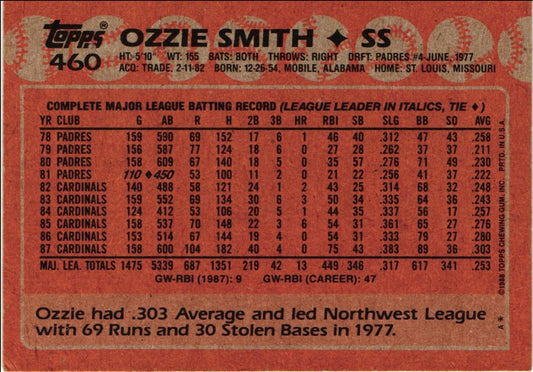 Topps® OZZIE SMITH ♦ SS
460 HT: 5'10" WT: 155 BATS: BOTH THROWS: RIGHT DRFT: PADRES #4-JUNE, 1977
ACQ: TRADE, 2-11-82 BORN: 12-26-54, MOBILE, ALABAMA HOME: ST. LOUIS, MISSOURI
COMPLETE MAJOR LEAGUE BATTING RECORD (LEAGUE LEADER IN ITALICS, TIE ♦)
YR CLUB G AB R H 2B 3B HR RBI SB SLG BB SO AVG
78 PADRES 159 590 69 152 17 6 1 46 40 .312 47 43 .258
79 PADRES 156 587 77 124 18 6 0 27 28 .260 37 37 .211
80 PADRES 158 609 67 140 18 5 0 35 57 .276 71 49 .230
81 PADRES 110 ♦450 53 100 11 2 0 21 22 .256 41 37 .222
82 CARDINALS 140 488 58 121 24 1 2 43 25 .314 68 32 .248
83 CARDINALS 159 552 69 134 30 6 3 50 34 .335 64 36 .243
84 CARDINALS 124 412 53 106 20 5 1 44 35 .337 56 17 .257
85 CARDINALS 158 537 70 148 22 3 6 54 31 .361 65 27 .276
86 CARDINALS 153 514 67 144 19 4 0 54 31 .333 79 27 .280
87 CARDINALS 158 600 104 182 40 4 0 75 43 .383 89 36 .303
MAJ. LEA. TOTALS 1475 5339 687 1351 219 42 13 449 346 .317 617 341 .253
GW-RBI (1987): 9 GW-RBI (CAREER): 47
Ozzie had .303 Average and led Northwest League
with 69 Runs and 30 Stolen Bases in 1977.
©1988 TOPPS CHEWING GUM, INC. PRTD. IN U.S.A.
A*